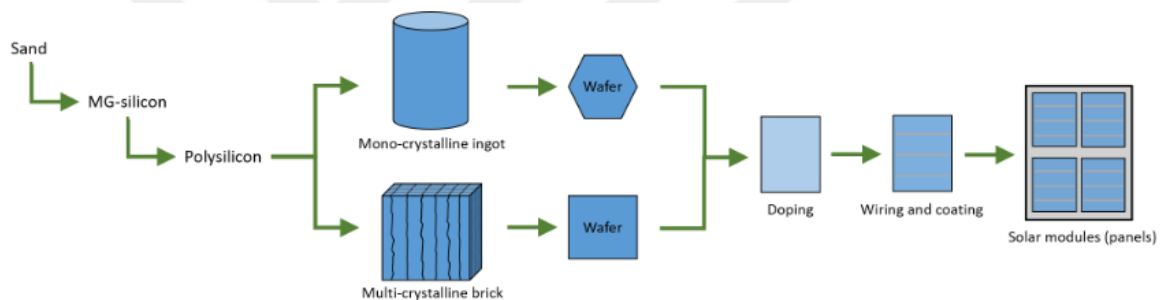 Sand
MG-silicon
Polysilicon
Mono-crystalline ingot
Wafer
Multi-crystalline brick
Wafer
Doping
Wiring and coating
Solar modules (panels)